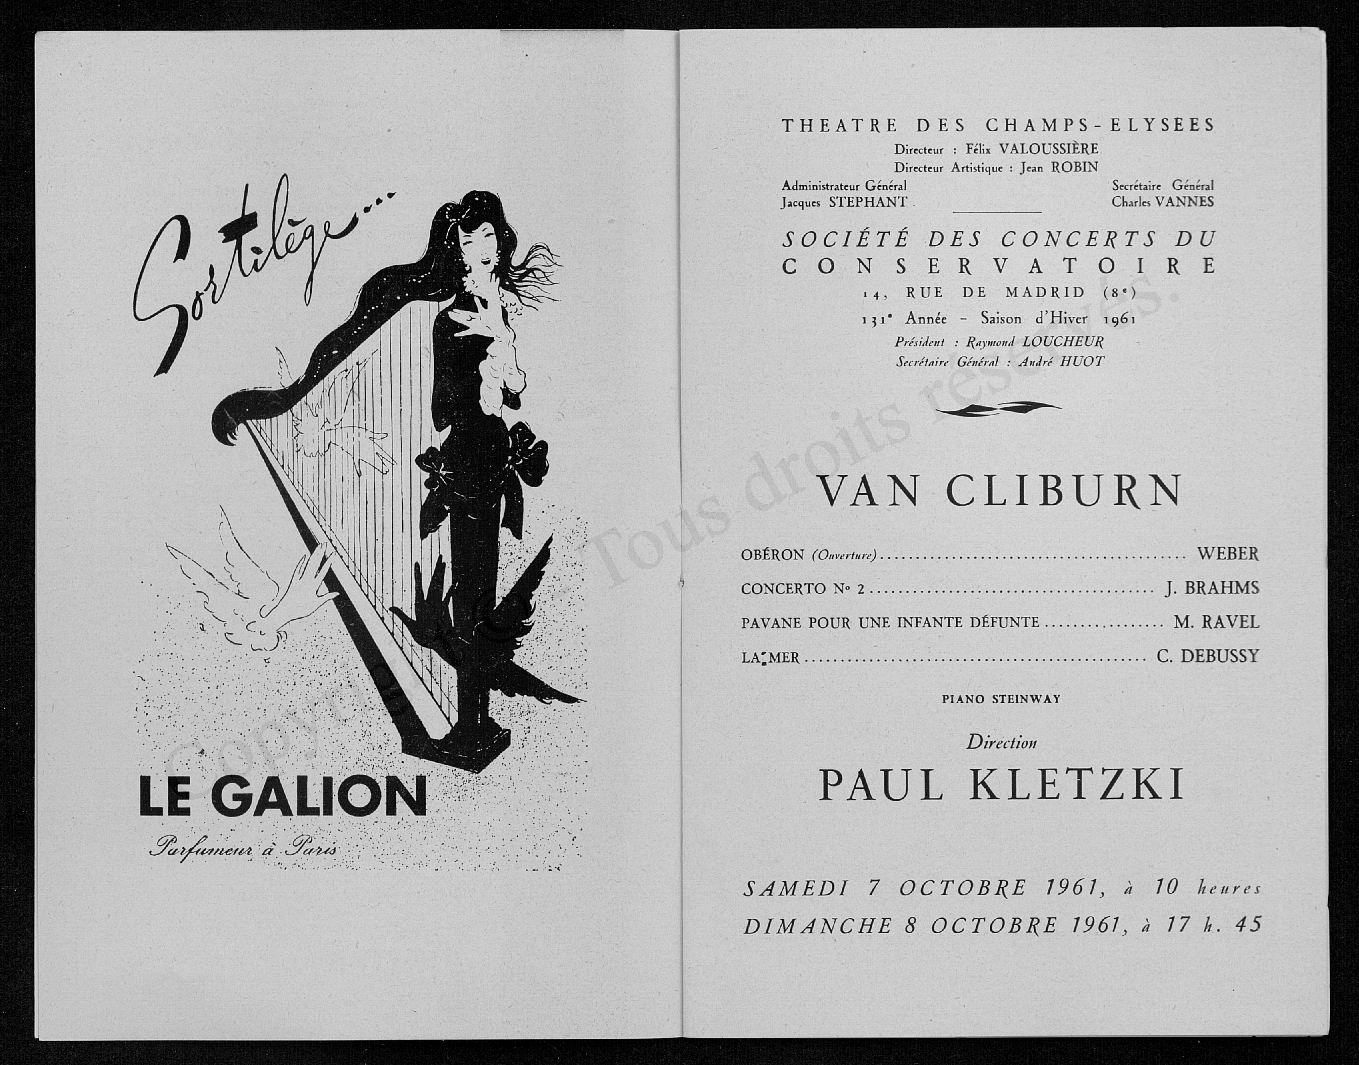 Sortilège...
LE GALION
Parfumeur à Paris
THEATRE DES CHAMPS-ELYSEES
Directeur : Félix VALOUSSIÈRE
Directeur Artistique : Jean ROBIN
Administrateur Général Secrétaire Général
Jacques STEPHANT Charles VANNES
SOCIÉTÉ DES CONCERTS DU
CONSERVATOIRE
14, RUE DE MADRID (8e)
131e Année - Saison d'Hiver 1961
Président : Raymond LOUCHEUR
Secrétaire Général : André HUOT
VAN CLIBURN
OBÉRON (Ouverture)........................................... WEBER
CONCERTO No 2........................................ J. BRAHMS
PAVANE POUR UNE INFANTE DÉFUNTE................. M. RAVEL
LA MER................................................ C. DEBUSSY
PIANO STEINWAY
Direction
PAUL KLETZKI
SAMEDI 7 OCTOBRE 1961, à 10 heures
DIMANCHE 8 OCTOBRE 1961, à 17 h. 45
Copyright © - Tous droits réservés.